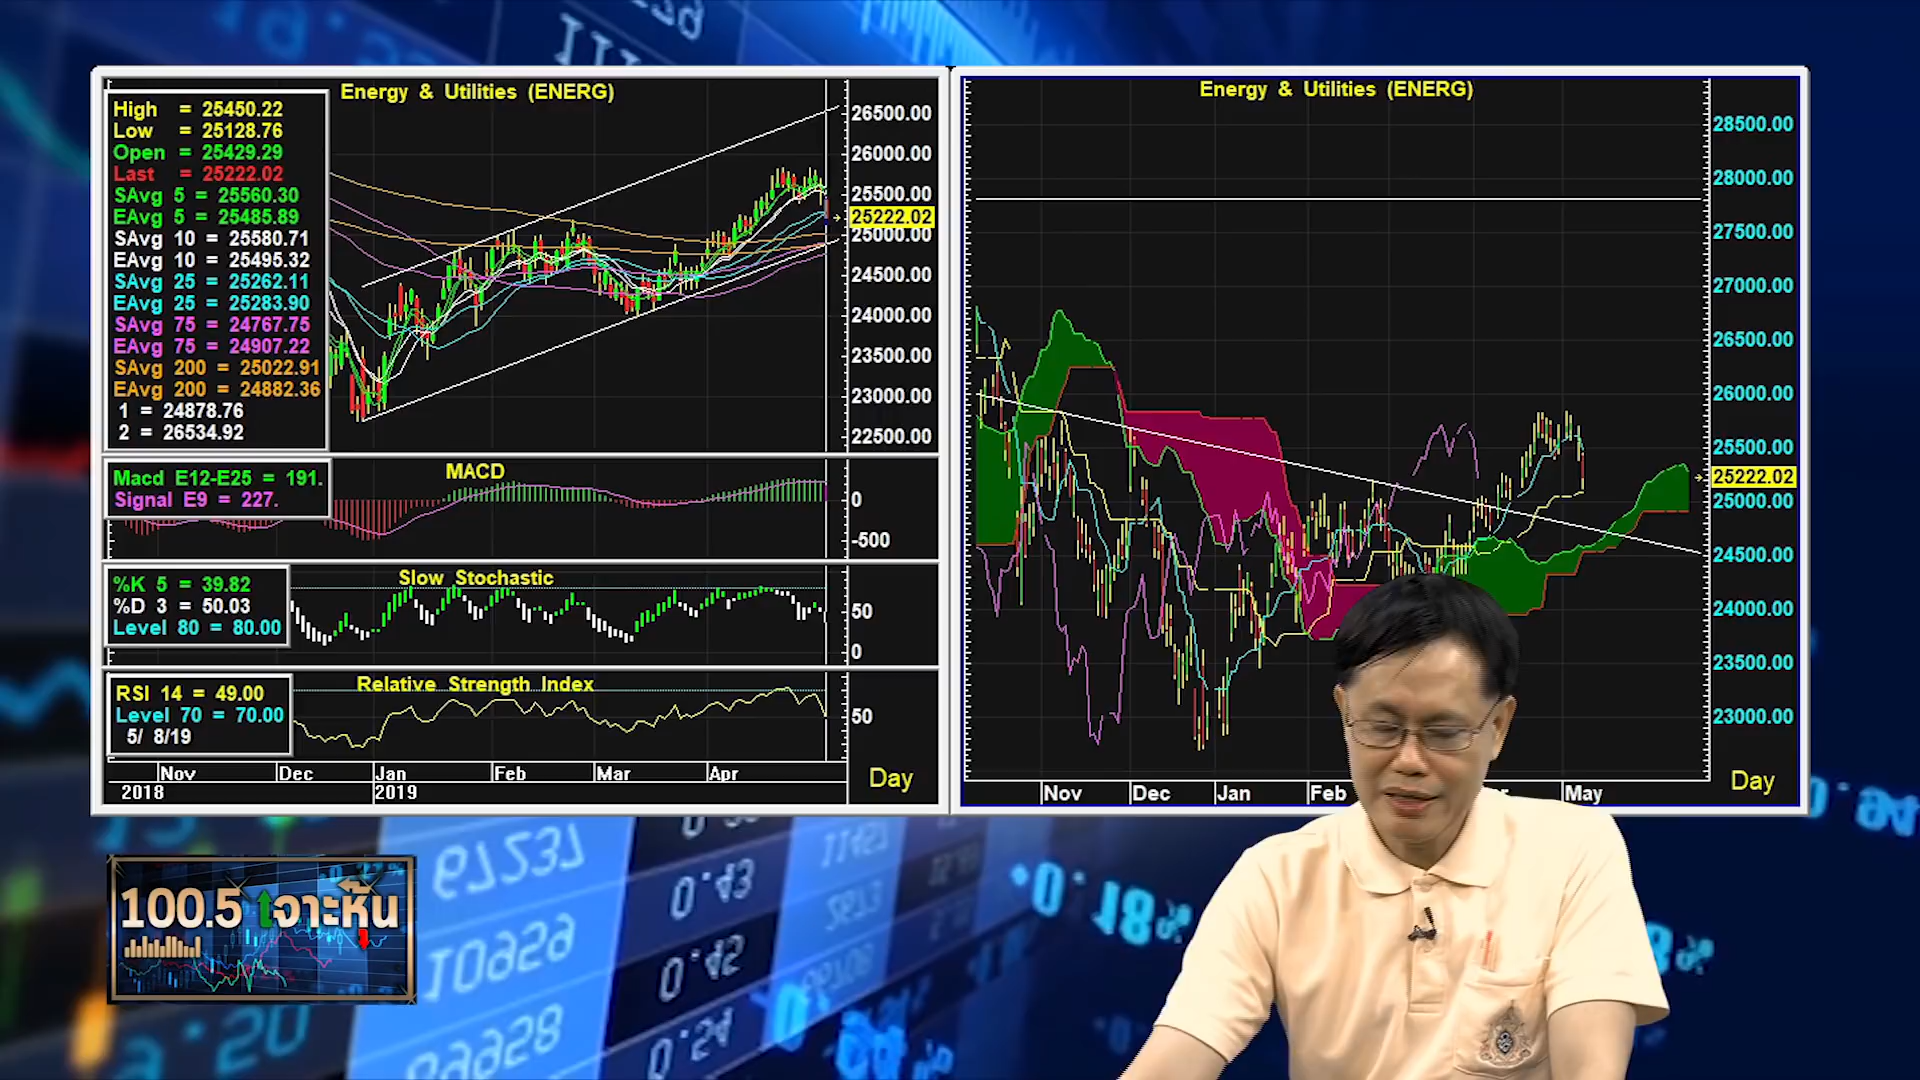 Energy & Utilities (ENERG)
High = 25450.22
Low = 25128.76
Open = 25429.29
Last = 25222.02
SAvg 5 = 25560.30
EAvg 5 = 25485.89
SAvg 10 = 25580.71
EAvg 10 = 25495.32
SAvg 25 = 25262.11
EAvg 25 = 25283.90
SAvg 75 = 24767.75
EAvg 75 = 24907.22
SAvg 200 = 25022.91
EAvg 200 = 24882.36
1 = 24878.76
2 = 26534.92
26500.00
26000.00
25500.00
25222.02
25000.00
24500.00
24000.00
23500.00
23000.00
22500.00
MACD
Macd E12-E25 = 191.
Signal E9 = 227.
0
-500
Slow Stochastic
%K 5 = 39.82
%D 3 = 50.03
Level 80 = 80.00
50
0
Relative Strength Index
RSI 14 = 49.00
Level 70 = 70.00
5/ 8/19
50
Nov Dec Jan Feb Mar Apr
2018 2019
Day
Energy & Utilities (ENERG)
28500.00
28000.00
27500.00
27000.00
26500.00
26000.00
25500.00
25222.02
25000.00
24500.00
24000.00
23500.00
23000.00
Nov Dec Jan Feb May
Day
100.5 เจาะหุ้น